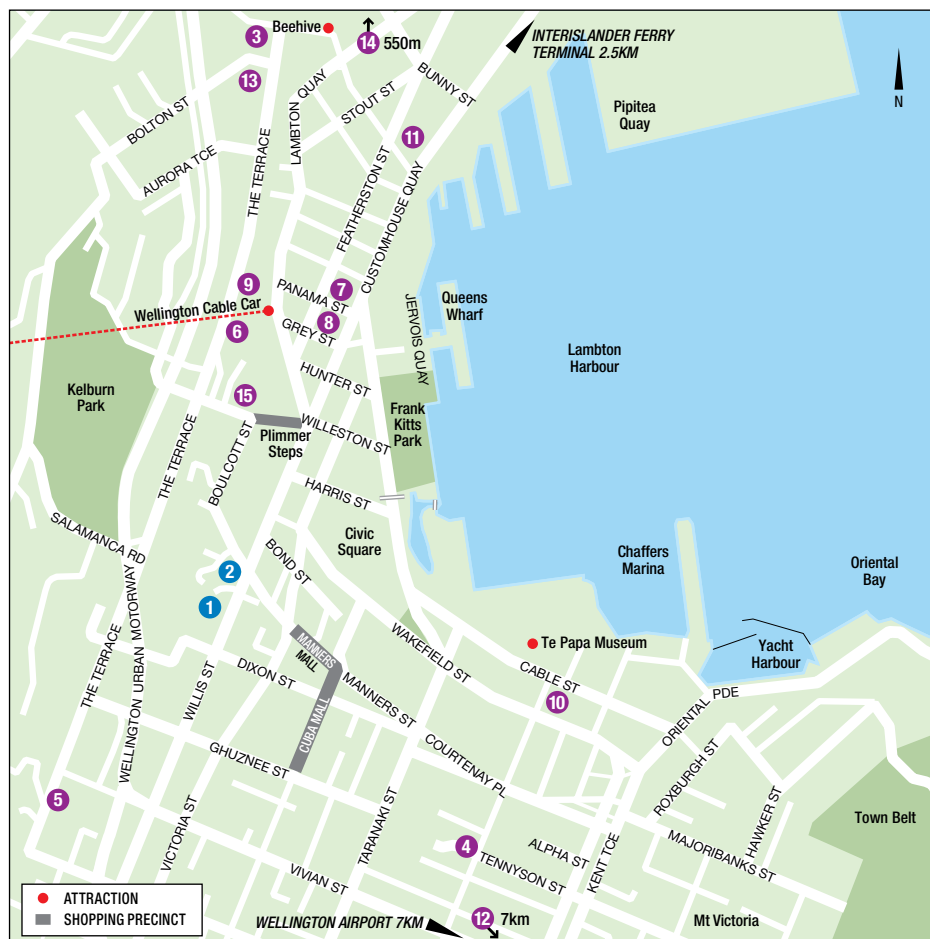 3
Beehive
14
550m
INTERISLANDER FERRY
TERMINAL 2.5KM
13
BOLTON ST
LAMBTON QUAY
STOUT ST
BUNNY ST
Pipitea
Quay
N
11
AURORA TCE
THE TERRACE
FEATHERSTON ST
CUSTOMHOUSE QUAY
9
PANAMA ST
7
Wellington Cable Car
6
GREY ST
8
JERVOIS QUAY
Queens
Wharf
Lambton
Harbour
HUNTER ST
Kelburn
Park
15
Plimmer
Steps
WILLESTON ST
Frank
Kitts
Park
THE TERRACE
BOULCOTT ST
HARRIS ST
SALAMANCA RD
Civic
Square
BOND ST
2
1
Chaffers
Marina
Oriental
Bay
WELLINGTON URBAN MOTORWAY
THE TERRACE
WILLIS ST
DIXON ST
MANNERS
MALL
CUBA MALL
MANNERS ST
WAKEFIELD ST
Te Papa Museum
CABLE ST
10
Yacht
Harbour
ORIENTAL PDE
GHUZNEE ST
COURTENAY PL
ROXBURGH ST
HAWKER ST
5
VICTORIA ST
TARANAKI ST
Town Belt
4
ALPHA ST
TENNYSON ST
KENT TCE
MAJORIBANKS ST
VIVIAN ST
ATTRACTION
SHOPPING PRECINCT
WELLINGTON AIRPORT 7KM
12
7km
Mt Victoria